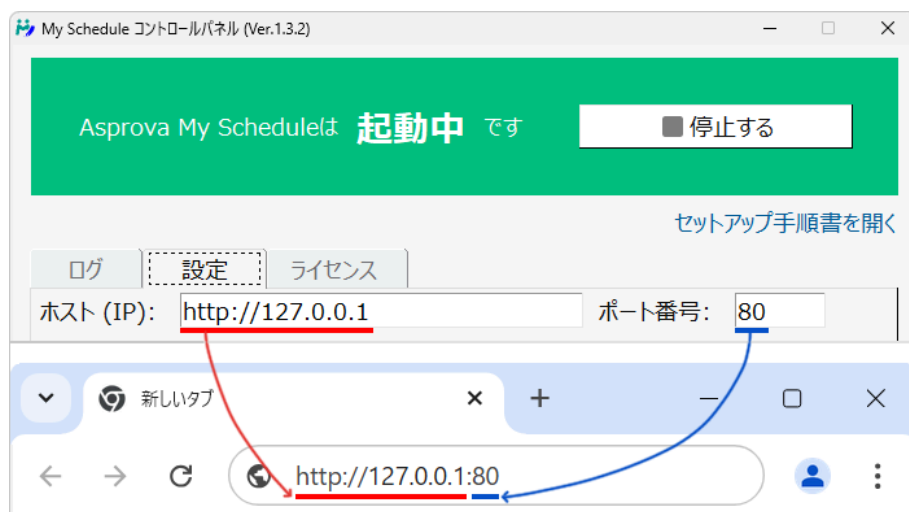 My Schedule コントロールパネル (Ver.1.3.2)
Asprova My Scheduleは 起動中 です
停止する
セットアップ手順書を開く
ログ 設定 ライセンス
ホスト (IP): http://127.0.0.1 ポート番号: 80
新しいタブ
http://127.0.0.1:80